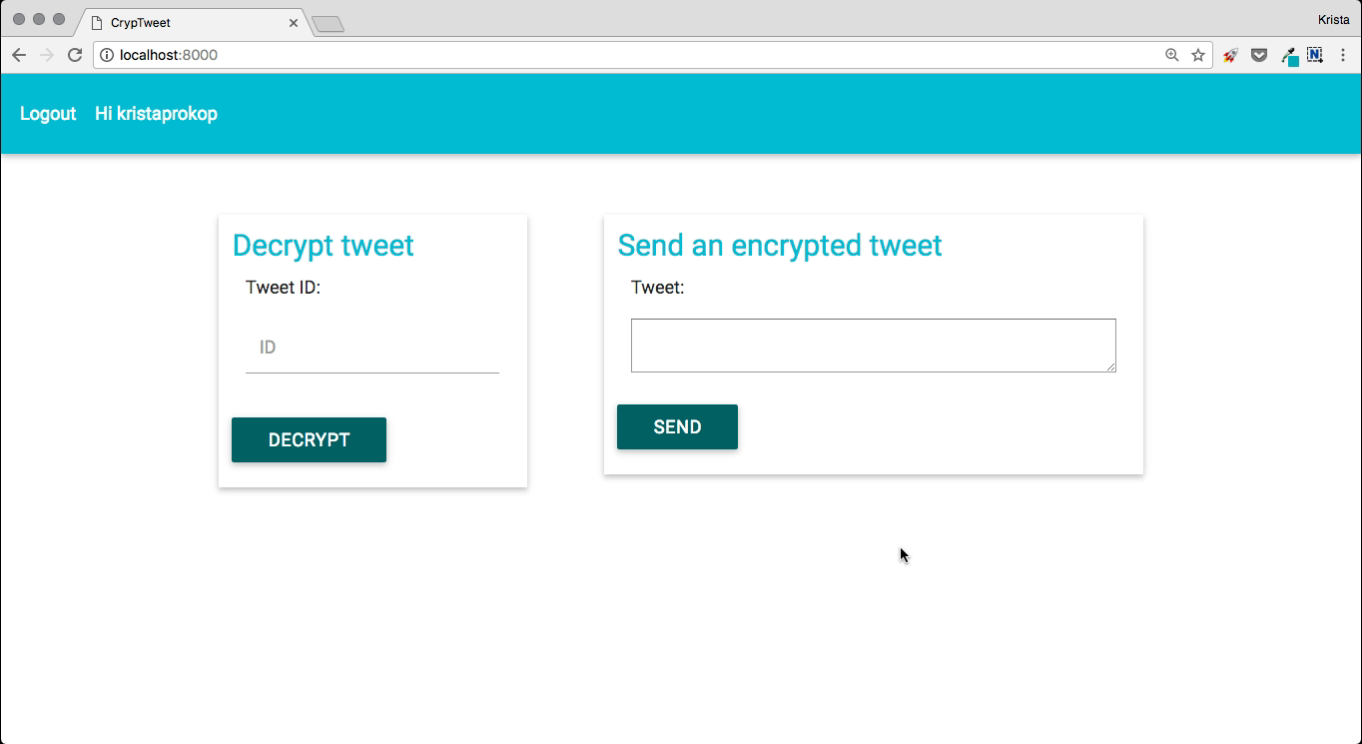 CrypTweet
Krista
localhost:8000
Logout Hi kristaprokop
Decrypt tweet
Tweet ID:
ID
DECRYPT
Send an encrypted tweet
Tweet:
SEND